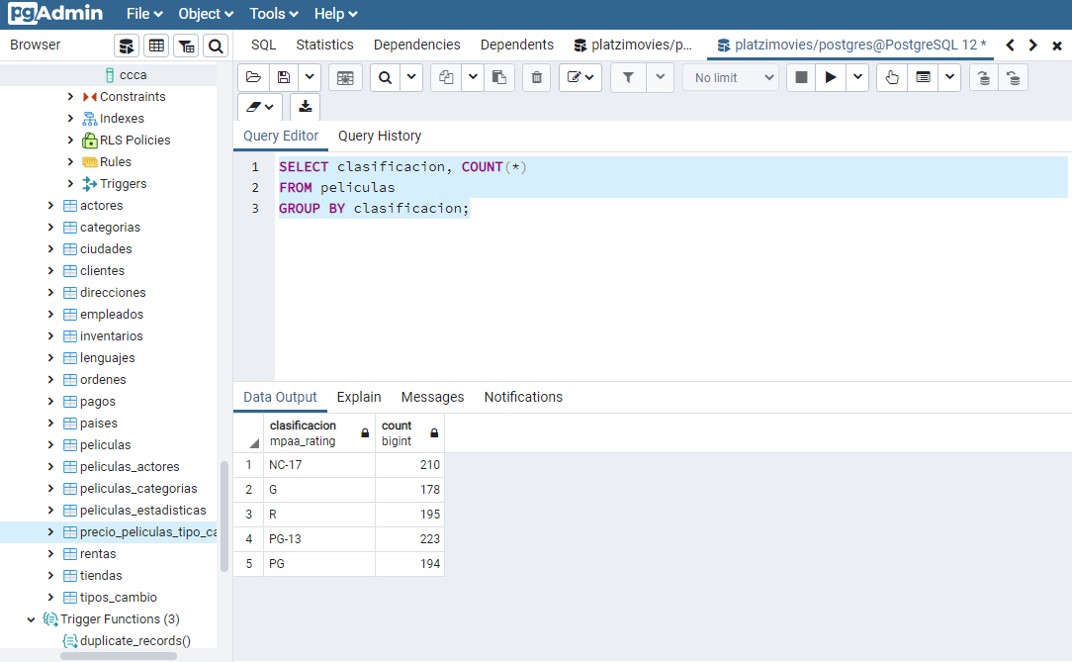 pgAdmin File Object Tools Help
Browser
SQL Statistics Dependencies Dependents platzimovies/p... platzimovies/postgres@PostgreSQL 12 *
No limit
Query Editor Query History
1 SELECT clasificacion, COUNT(*)
2 FROM peliculas
3 GROUP BY clasificacion;
ccca
Constraints
Indexes
RLS Policies
Rules
Triggers
actores
categorias
ciudades
clientes
direcciones
empleados
inventarios
lenguajes
ordenes
pagos
paises
peliculas
peliculas_actores
peliculas_categorias
peliculas_estadisticas
precio_peliculas_tipo_ca
rentas
tiendas
tipos_cambio
Trigger Functions (3)
duplicate_records()
Data Output Explain Messages Notifications
clasificacion count
mpaa_rating bigint
1 NC-17 210
2 G 178
3 R 195
4 PG-13 223
5 PG 194